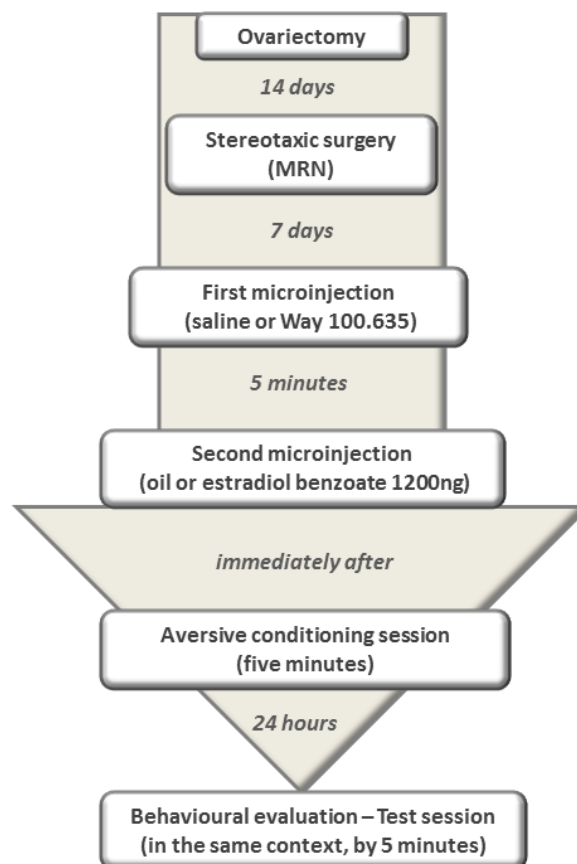 Ovariectomy
14 days
Stereotaxic surgery
(MRN)
7 days
First microinjection
(saline or Way 100.635)
5 minutes
Second microinjection
(oil or estradiol benzoate 1200ng)
immediately after
Aversive conditioning session
(five minutes)
24 hours
Behavioural evaluation – Test session
(in the same context, by 5 minutes)